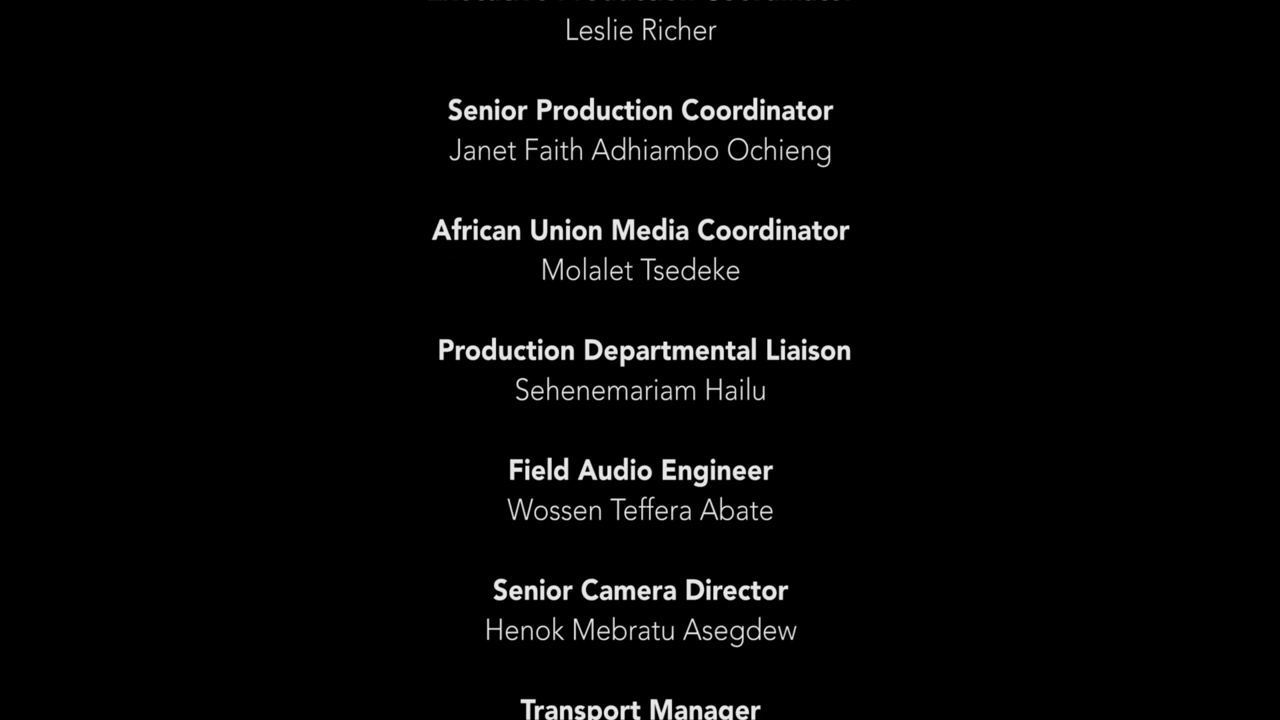 Leslie Richer
Senior Production Coordinator
Janet Faith Adhiambo Ochieng
African Union Media Coordinator
Molalet Tsedeke
Production Departmental Liaison
Sehenemariam Hailu
Field Audio Engineer
Wossen Teffera Abate
Senior Camera Director
Henok Mebratu Asegdew
Transport Manager